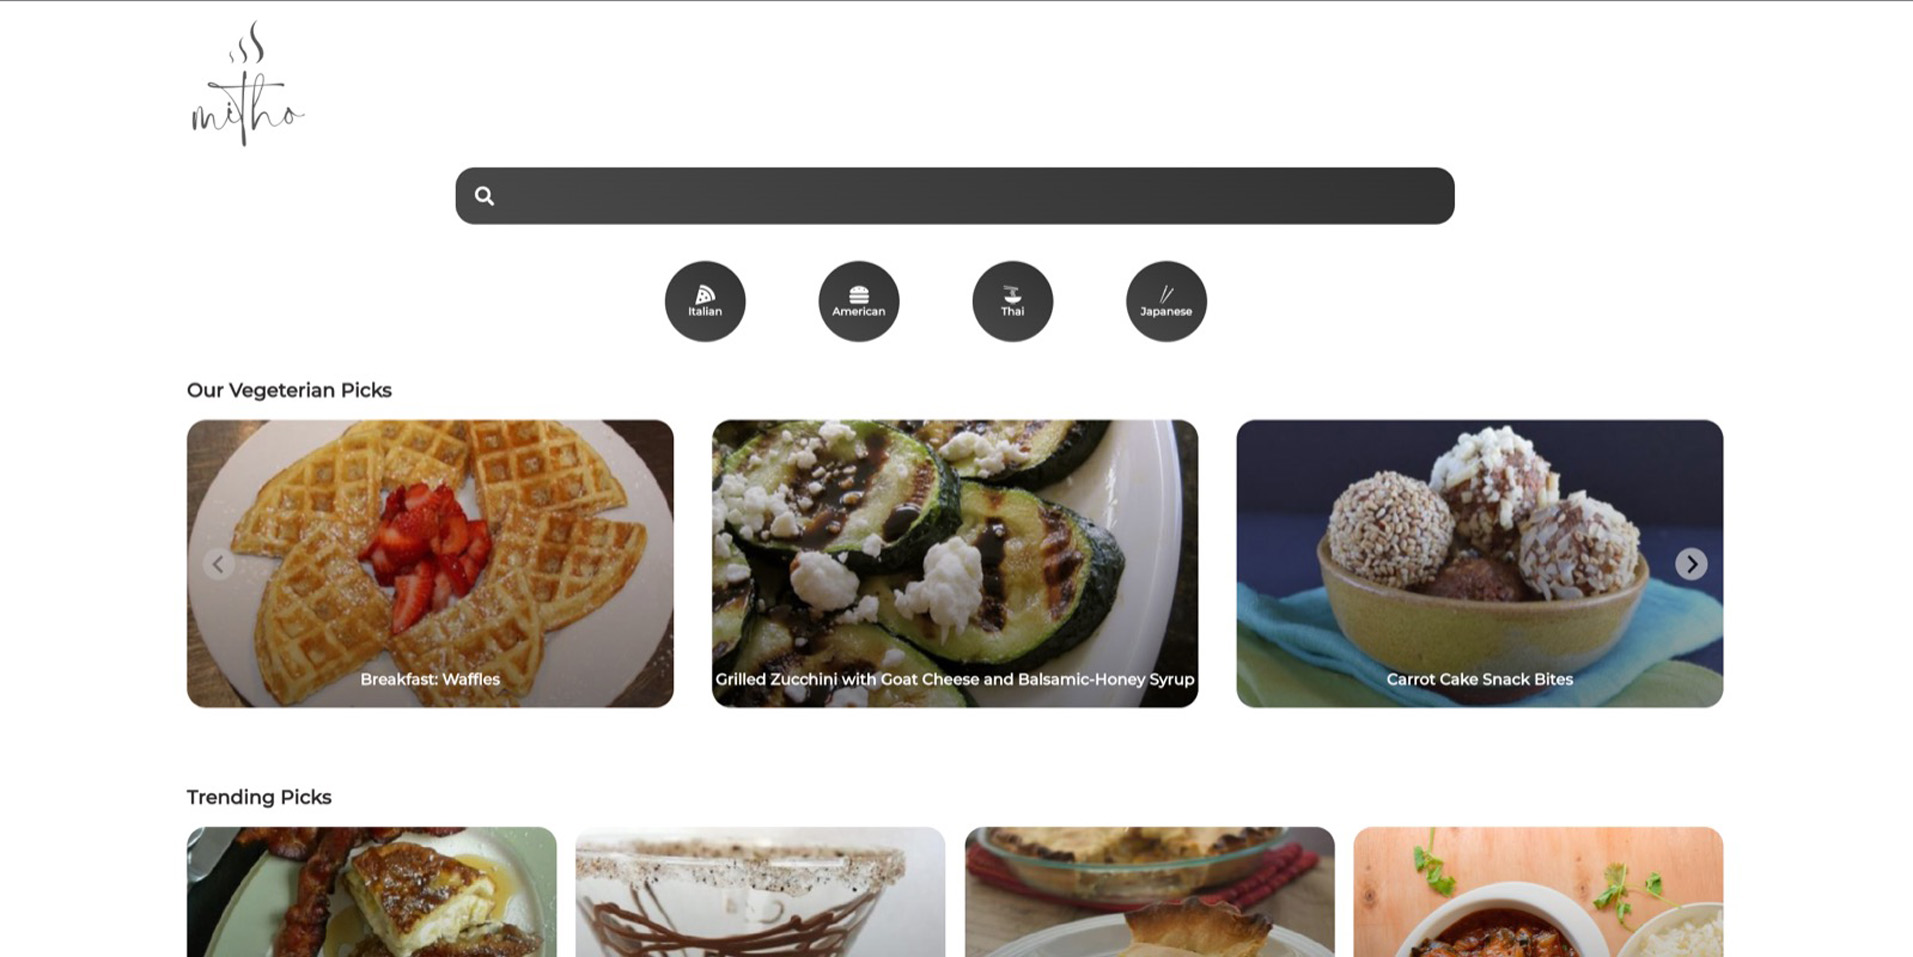 mitho
Italian
American
Thai
Japanese
Our Vegeterian Picks
Breakfast: Waffles
Grilled Zucchini with Goat Cheese and Balsamic-Honey Syrup
Carrot Cake Snack Bites
Trending Picks